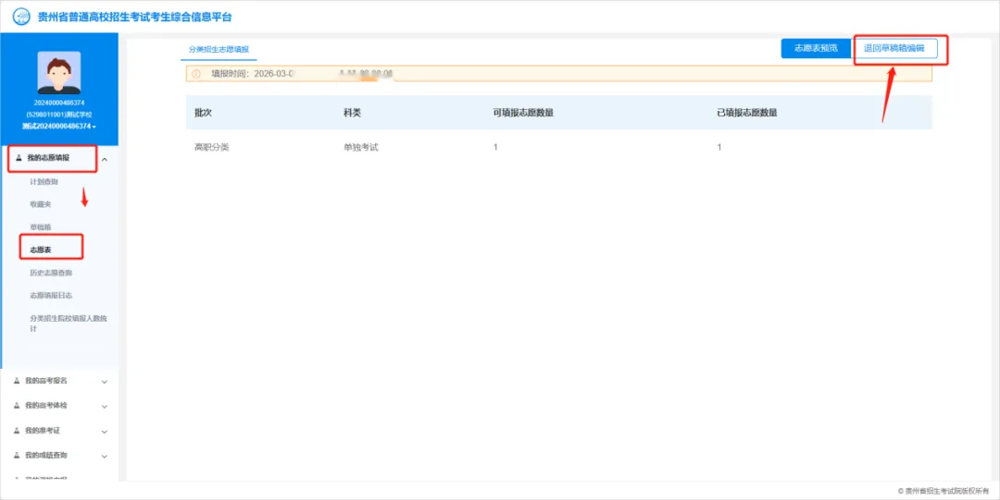 贵州省普通高校招生考试考生综合信息平台
20240000486374
(5298011001)测试学校
测试20240000486374
我的志愿填报
计划查询
收藏夹
草稿箱
志愿表
历史志愿查询
志愿填报日志
分类招生院校填报人数统
计
我的高考报名
我的高考体检
我的准考证
我的成绩查询
分类招生志愿填报
志愿表预览
退回草稿箱编辑
填报时间：2026-03-0
批次 科类 可填报志愿数量 已填报志愿数量
高职分类 单独考试 1 1
© 贵州省招生考试院版权所有